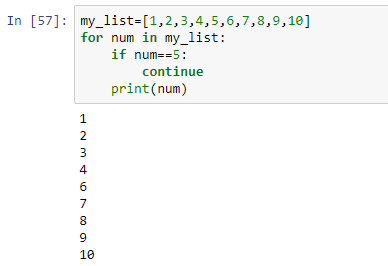 In [57]: my_list=[1,2,3,4,5,6,7,8,9,10]
for num in my_list:
    if num==5:
        continue
    print(num)
1
2
3
4
6
7
8
9
10